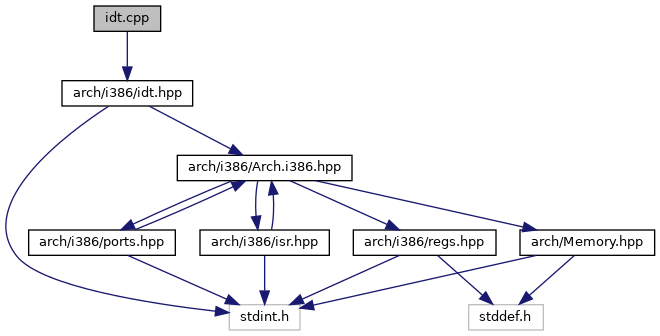 idt.cpp
arch/i386/idt.hpp
arch/i386/Arch.i386.hpp
arch/i386/ports.hpp
arch/i386/isr.hpp
arch/i386/regs.hpp
arch/Memory.hpp
stdint.h
stddef.h